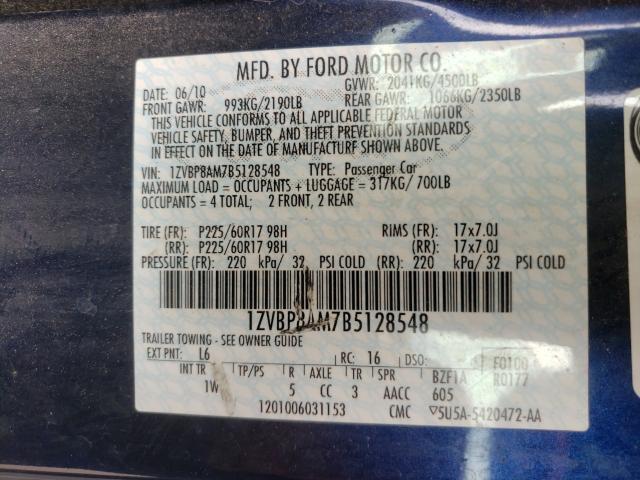 MFD. BY FORD MOTOR CO.
DATE: 06/10 GVWR: 2041KG/4500LB
FRONT GAWR: 993KG/2190LB REAR GAWR: 1066KG/2350LB
THIS VEHICLE CONFORMS TO ALL APPLICABLE FEDERAL MOTOR
VEHICLE SAFETY, BUMPER, AND THEFT PREVENTION STANDARDS
IN EFFECT ON THE DATE OF MANUFACTURE SHOWN ABOVE.
VIN: 1ZVBP8AM7B5128548 TYPE: Passenger Car
MAXIMUM LOAD = OCCUPANTS + LUGGAGE = 317KG/ 700LB
OCCUPANTS = 4 TOTAL; 2 FRONT, 2 REAR
TIRE (FR): P225/60R17 98H RIMS (FR): 17x7.0J
(RR): P225/60R17 98H (RR): 17x7.0J
PRESSURE (FR): 220 kPa/ 32 PSI COLD (RR): 220 kPa/ 32 PSI COLD
1ZVBP8AM7B5128548
TRAILER TOWING - SEE OWNER GUIDE
EXT PNT: L6 RC: 16 DSO: F0100
INT TR TP/PS R AXLE TR SPR BZF1A R0177
1W 5 CC 3 AACC 605
1201006031153 CMC ▽5U5A-5420472-AA